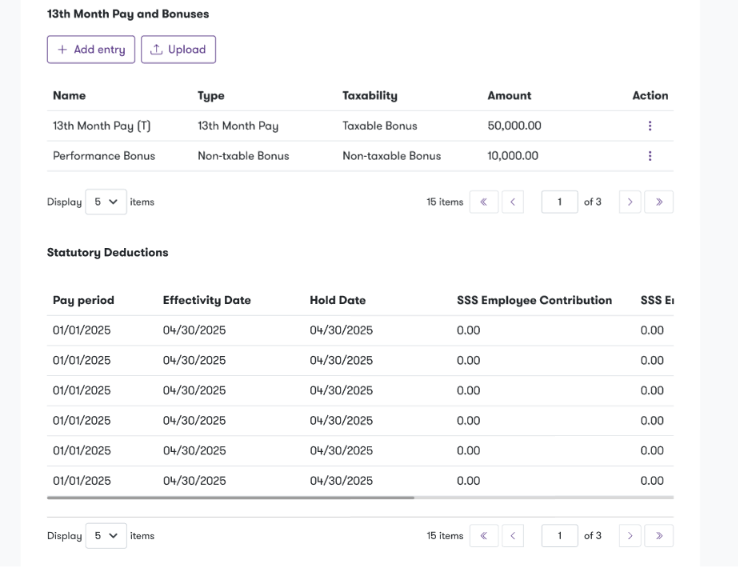 13th Month Pay and Bonuses
+ Add entry Upload
Name Type Taxability Amount Action
13th Month Pay (T) 13th Month Pay Taxable Bonus 50,000.00
Performance Bonus Non-txable Bonus Non-taxable Bonus 10,000.00
Display 5 items 15 items « < 1 of 3 > »
Statutory Deductions
Pay period Effectivity Date Hold Date SSS Employee Contribution SSS
01/01/2025 04/30/2025 04/30/2025 0.00 0.00
01/01/2025 04/30/2025 04/30/2025 0.00 0.00
01/01/2025 04/30/2025 04/30/2025 0.00 0.00
01/01/2025 04/30/2025 04/30/2025 0.00 0.00
01/01/2025 04/30/2025 04/30/2025 0.00 0.00
01/01/2025 04/30/2025 04/30/2025 0.00 0.00
Display 5 items 15 items « < 1 of 3 > »